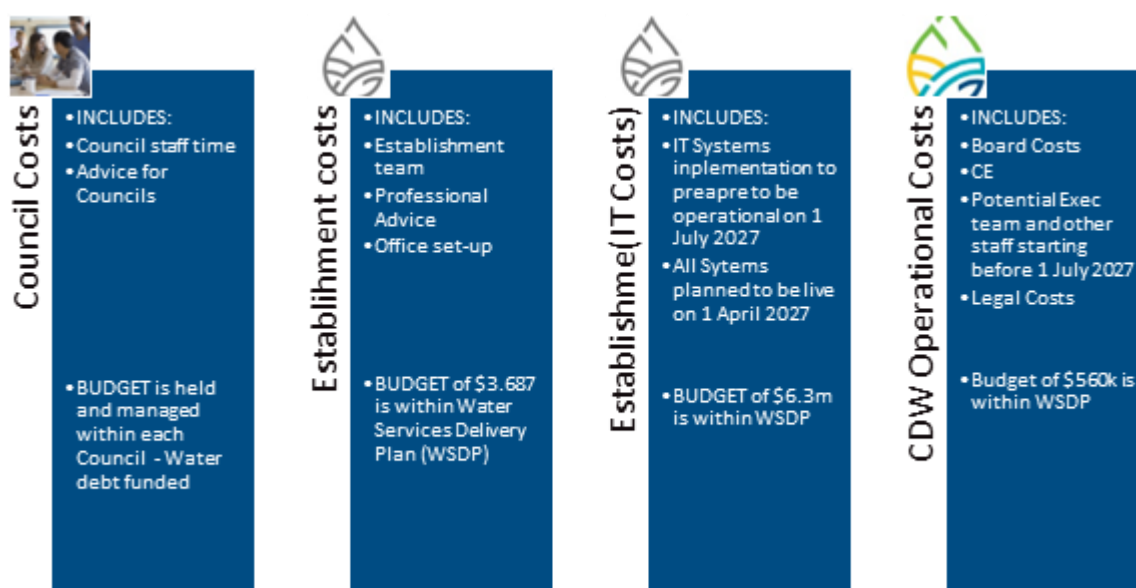 Council Costs
• INCLUDES:
• Council staff time
• Advice for
Councils
• BUDGET is held
and managed
within each
Council - Water
debt funded
Establihment costs
• INCLUDES:
• Establishment
team
• Professional
Advice
• Office set-up
• BUDGET of $3.687
is within Water
Services Delivery
Plan (WSDP)
Establishme(IT Costs)
• INCLUDES:
• IT Systems
inplementation to
preapre to be
operational on 1
July 2027
• All Sytems
planned to be live
on 1 April 2027
• BUDGET of $6.3m
is within WSDP
CDW Operational Costs
• INCLUDES:
• Board Costs
• CE
• Potential Exec
team and other
staff starting
before 1 July 2027
• Legal Costs
• Budget of $560k is
within WSDP